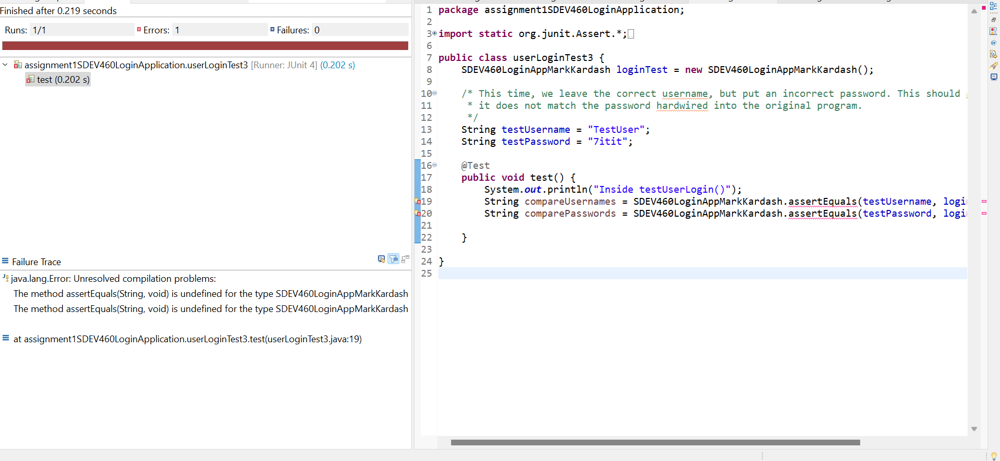 Finished after 0.219 seconds
Runs: 1/1 Errors: 1 Failures: 0
assignment1SDEV460LoginApplication.userLoginTest3 [Runner: JUnit 4] (0.202 s)
test (0.202 s)
Failure Trace
java.lang.Error: Unresolved compilation problems:
The method assertEquals(String, void) is undefined for the type SDEV460LoginAppMarkKardash
The method assertEquals(String, void) is undefined for the type SDEV460LoginAppMarkKardash
at assignment1SDEV460LoginApplication.userLoginTest3.test(userLoginTest3.java:19)
1 package assignment1SDEV460LoginApplication;
2
3 import static org.junit.Assert.*;
6
7 public class userLoginTest3 {
8 SDEV460LoginAppMarkKardash loginTest = new SDEV460LoginAppMarkKardash();
9
10 /* This time, we leave the correct username, but put an incorrect password. This should
11 * it does not match the password hardwired into the original program.
12 */
13 String testUsername = "TestUser";
14 String testPassword = "7itit";
15
16 @Test
17 public void test() {
18 System.out.println("Inside testUserLogin()");
19 String compareUsernames = SDEV460LoginAppMarkKardash.assertEquals(testUsername, logi
20 String comparePasswords = SDEV460LoginAppMarkKardash.assertEquals(testPassword, logi
21
22 }
23
24 }
25